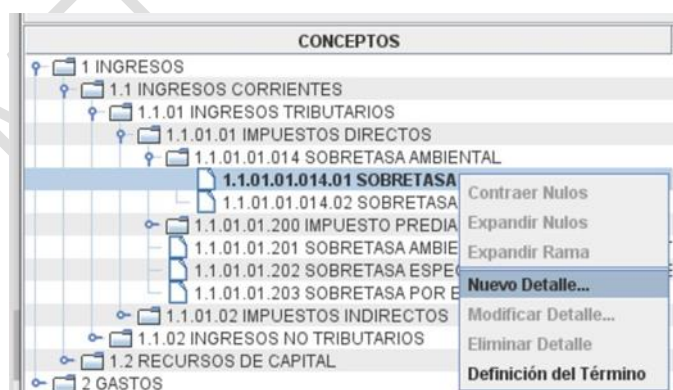 CONCEPTOS
1 INGRESOS
1.1 INGRESOS CORRIENTES
1.1.01 INGRESOS TRIBUTARIOS
1.1.01.01 IMPUESTOS DIRECTOS
1.1.01.01.014 SOBRETASA AMBIENTAL
1.1.01.01.014.01 SOBRETASA
1.1.01.01.014.02 SOBRETASA
1.1.01.01.200 IMPUESTO PREDIA
1.1.01.01.201 SOBRETASA AMBIE
1.1.01.01.202 SOBRETASA ESPE
1.1.01.01.203 SOBRETASA POR
1.1.01.02 IMPUESTOS INDIRECTOS
1.1.02 INGRESOS NO TRIBUTARIOS
1.2 RECURSOS DE CAPITAL
2 GASTOS
Contraer Nulos
Expandir Nulos
Expandir Rama
Nuevo Detalle...
Modificar Detalle...
Eliminar Detalle
Definición del Término